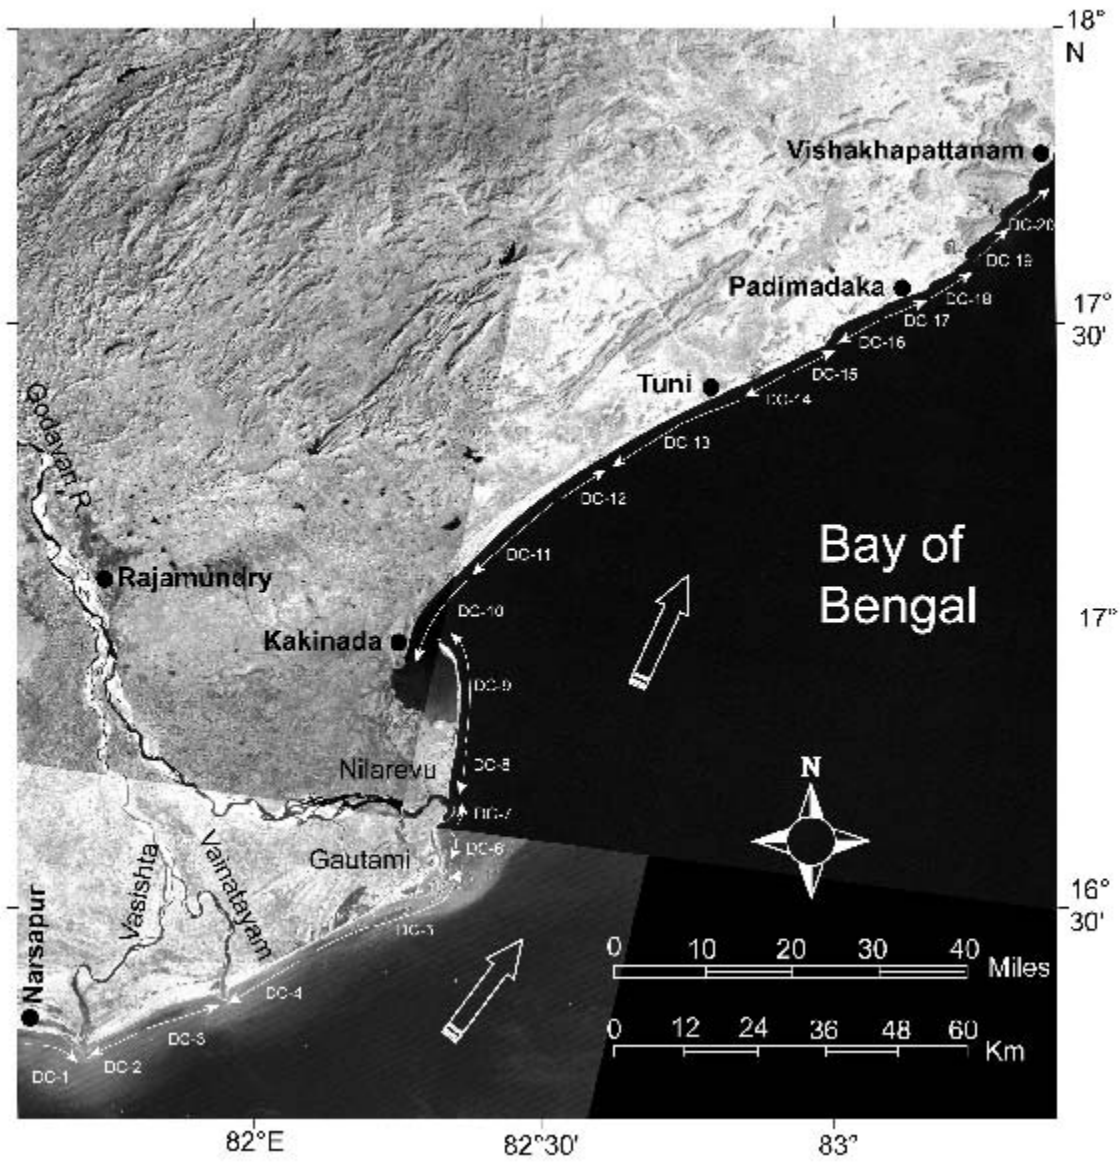 18°
N
Vishakhapattanam
DC-20
DC-19
Padimadaka
DC-18
17°
30'
DC-17
DC-16
DC-15
Tuni
DC-14
DC-13
Godavari R.
DC-12
Bay of
Bengal
DC-11
Rajamundry
DC-10
17°
Kakinada
DC-9
Nilarevu
DC-8
N
DC-7
DC-6
Gautami
Vasishta
Vainatayam
16°
30'
DC-5
Narsapur
0 10 20 30 40
Miles
DC-4
0 12 24 36 48 60
Km
DC-3
DC-2
DC-1
82°E
82°30'
83°